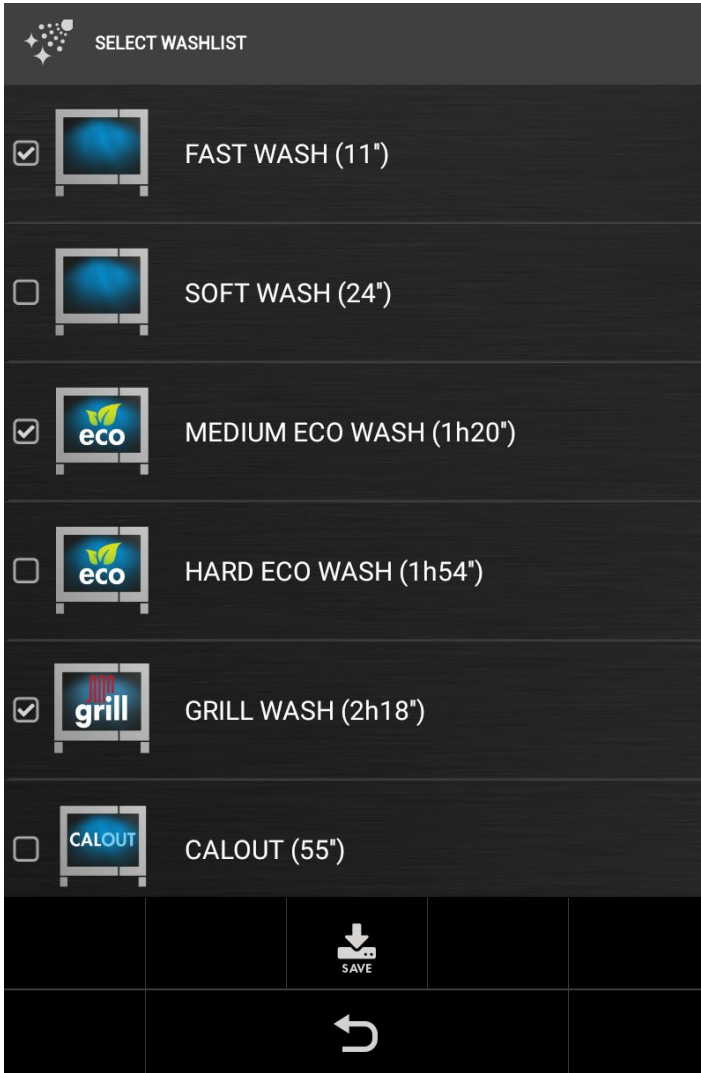 SELECT WASHLIST
FAST WASH (11")
SOFT WASH (24")
eco
MEDIUM ECO WASH (1h20")
eco
HARD ECO WASH (1h54")
grill
GRILL WASH (2h18")
CALOUT
CALOUT (55")
SAVE